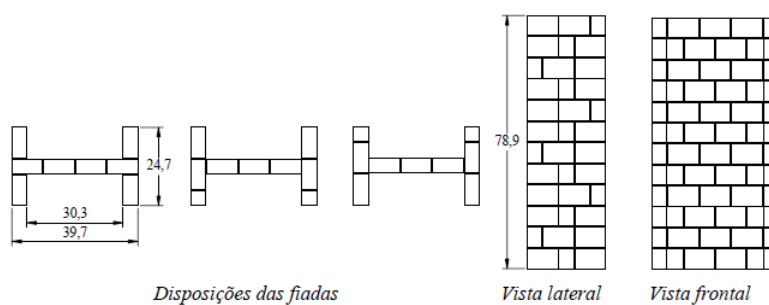 78,9
24,7
30,3
39,7
Disposições das fiadas
Vista lateral
Vista frontal